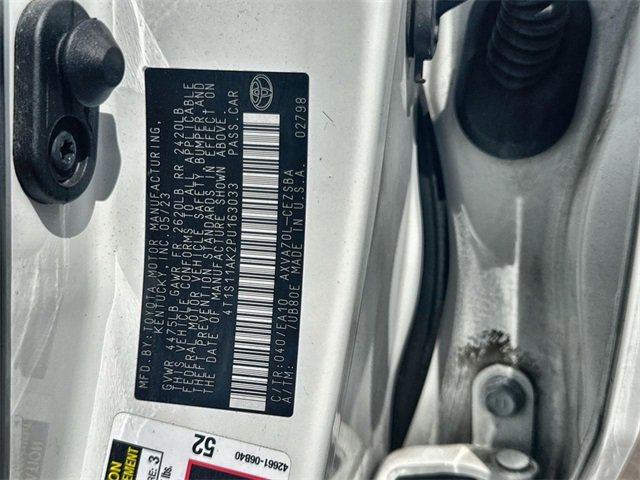 MFD. BY: TOYOTA MOTOR MANUFACTURING,
KENTUCKY, INC. 05/23
GVWR 4475LB GAWR FR 2620LB RR 2420LB
THIS VEHICLE CONFORMS TO ALL APPLICABLE
FEDERAL MOTOR VEHICLE SAFETY, BUMPER AND
THEFT PREVENTION STANDARDS IN EFFECT ON
THE DATE OF MANUFACTURE SHOWN ABOVE.
4T1S11AK2PU163033 PASS. CAR
C/TR: 040/EA10 AXVA70L-CEZSBA
A/TM: 70B80E MADE IN U.S.A. 02798
42661-06B40
52